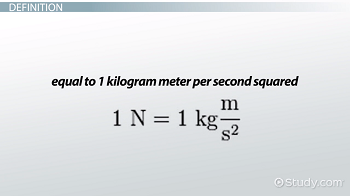 DEFINITION
equal to 1 kilogram meter per second squared
1 N = 1 kg m/s²
Study.com